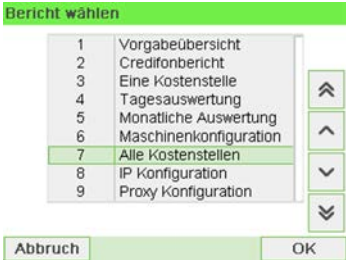 Bericht wählen
1 Vorgabeübersicht
2 Credifonbericht
3 Eine Kostenstelle
4 Tagesauswertung
5 Monatliche Auswertung
6 Maschinenkonfiguration
7 Alle Kostenstellen
8 IP Konfiguration
9 Proxy Konfiguration
Abbruch OK